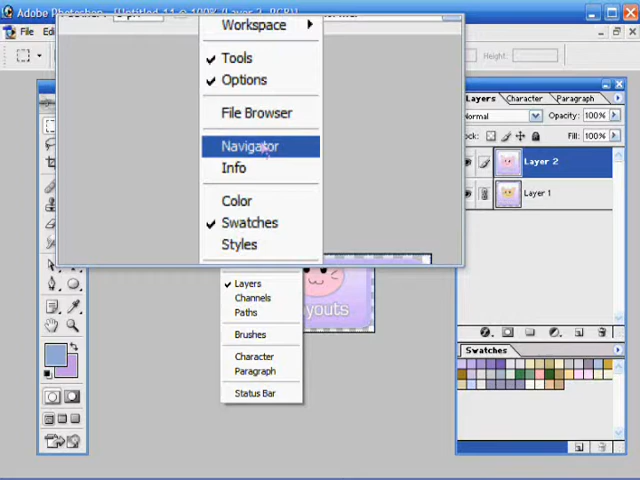 Adobe Photoshop
File
Workspace
Tools
Options
Height:
File Browser
Navigator
Info
Color
Swatches
Styles
Layers
Channels
Paths
Brushes
Character
Paragraph
Status Bar
youts
Layers Character Paragraph
Normal Opacity: 100%
Lock: Fill: 100%
Layer 2
Layer 1
Swatches